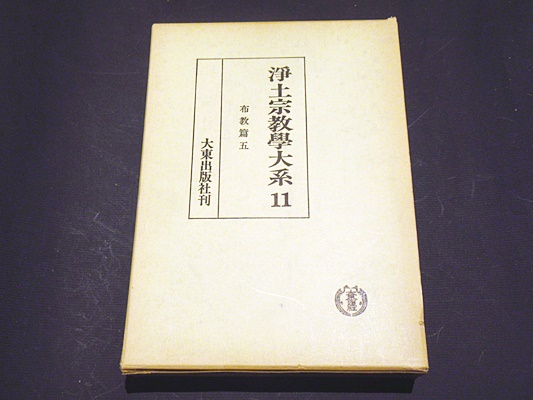 淨土宗教學大系 11
布教篇五
大東出版社刊